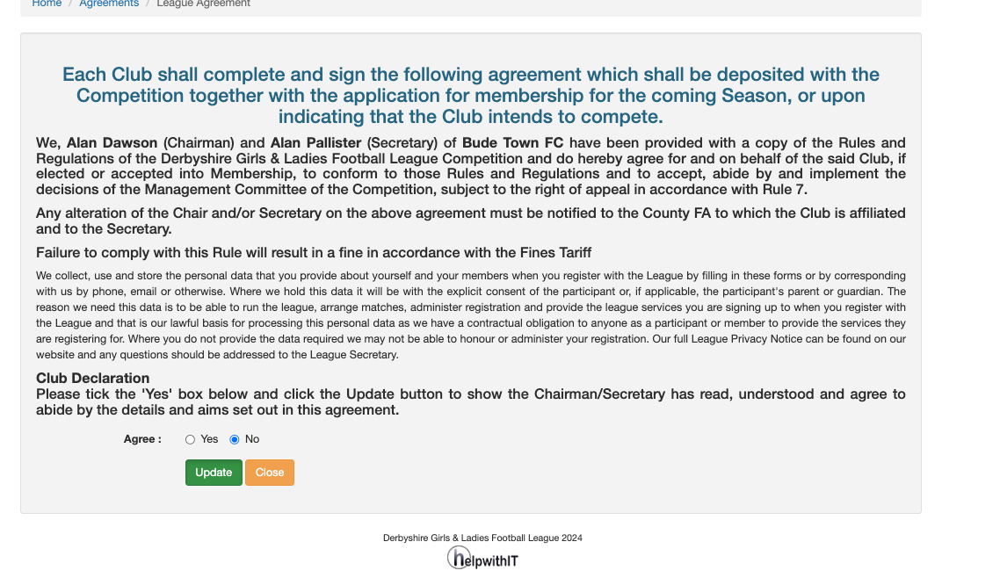 Home / Agreements / League Agreement
Each Club shall complete and sign the following agreement which shall be deposited with the
Competition together with the application for membership for the coming Season, or upon
indicating that the Club intends to compete.
We, Alan Dawson (Chairman) and Alan Pallister (Secretary) of Bude Town FC have been provided with a copy of the Rules and
Regulations of the Derbyshire Girls & Ladies Football League Competition and do hereby agree for and on behalf of the said Club, if
elected or accepted into Membership, to conform to those Rules and Regulations and to accept, abide by and implement the
decisions of the Management Committee of the Competition, subject to the right of appeal in accordance with Rule 7.
Any alteration of the Chair and/or Secretary on the above agreement must be notified to the County FA to which the Club is affiliated
and to the Secretary.
Failure to comply with this Rule will result in a fine in accordance with the Fines Tariff
We collect, use and store the personal data that you provide about yourself and your members when you register with the League by filling in these forms or by corresponding
with us by phone, email or otherwise. Where we hold this data it will be with the explicit consent of the participant or, if applicable, the participant's parent or guardian. The
reason we need this data is to be able to run the league, arrange matches, administer registration and provide the league services you are signing up to when you register with
the League and that is our lawful basis for processing this personal data as we have a contractual obligation to anyone as a participant or member to provide the services they
are registering for. Where you do not provide the data required we may not be able to honour or administer your registration. Our full League Privacy Notice can be found on our
website and any questions should be addressed to the League Secretary.
Club Declaration
Please tick the 'Yes' box below and click the Update button to show the Chairman/Secretary has read, understood and agree to
abide by the details and aims set out in this agreement.
Agree : Yes No
Update Close
Derbyshire Girls & Ladies Football League 2024
helpwithIT